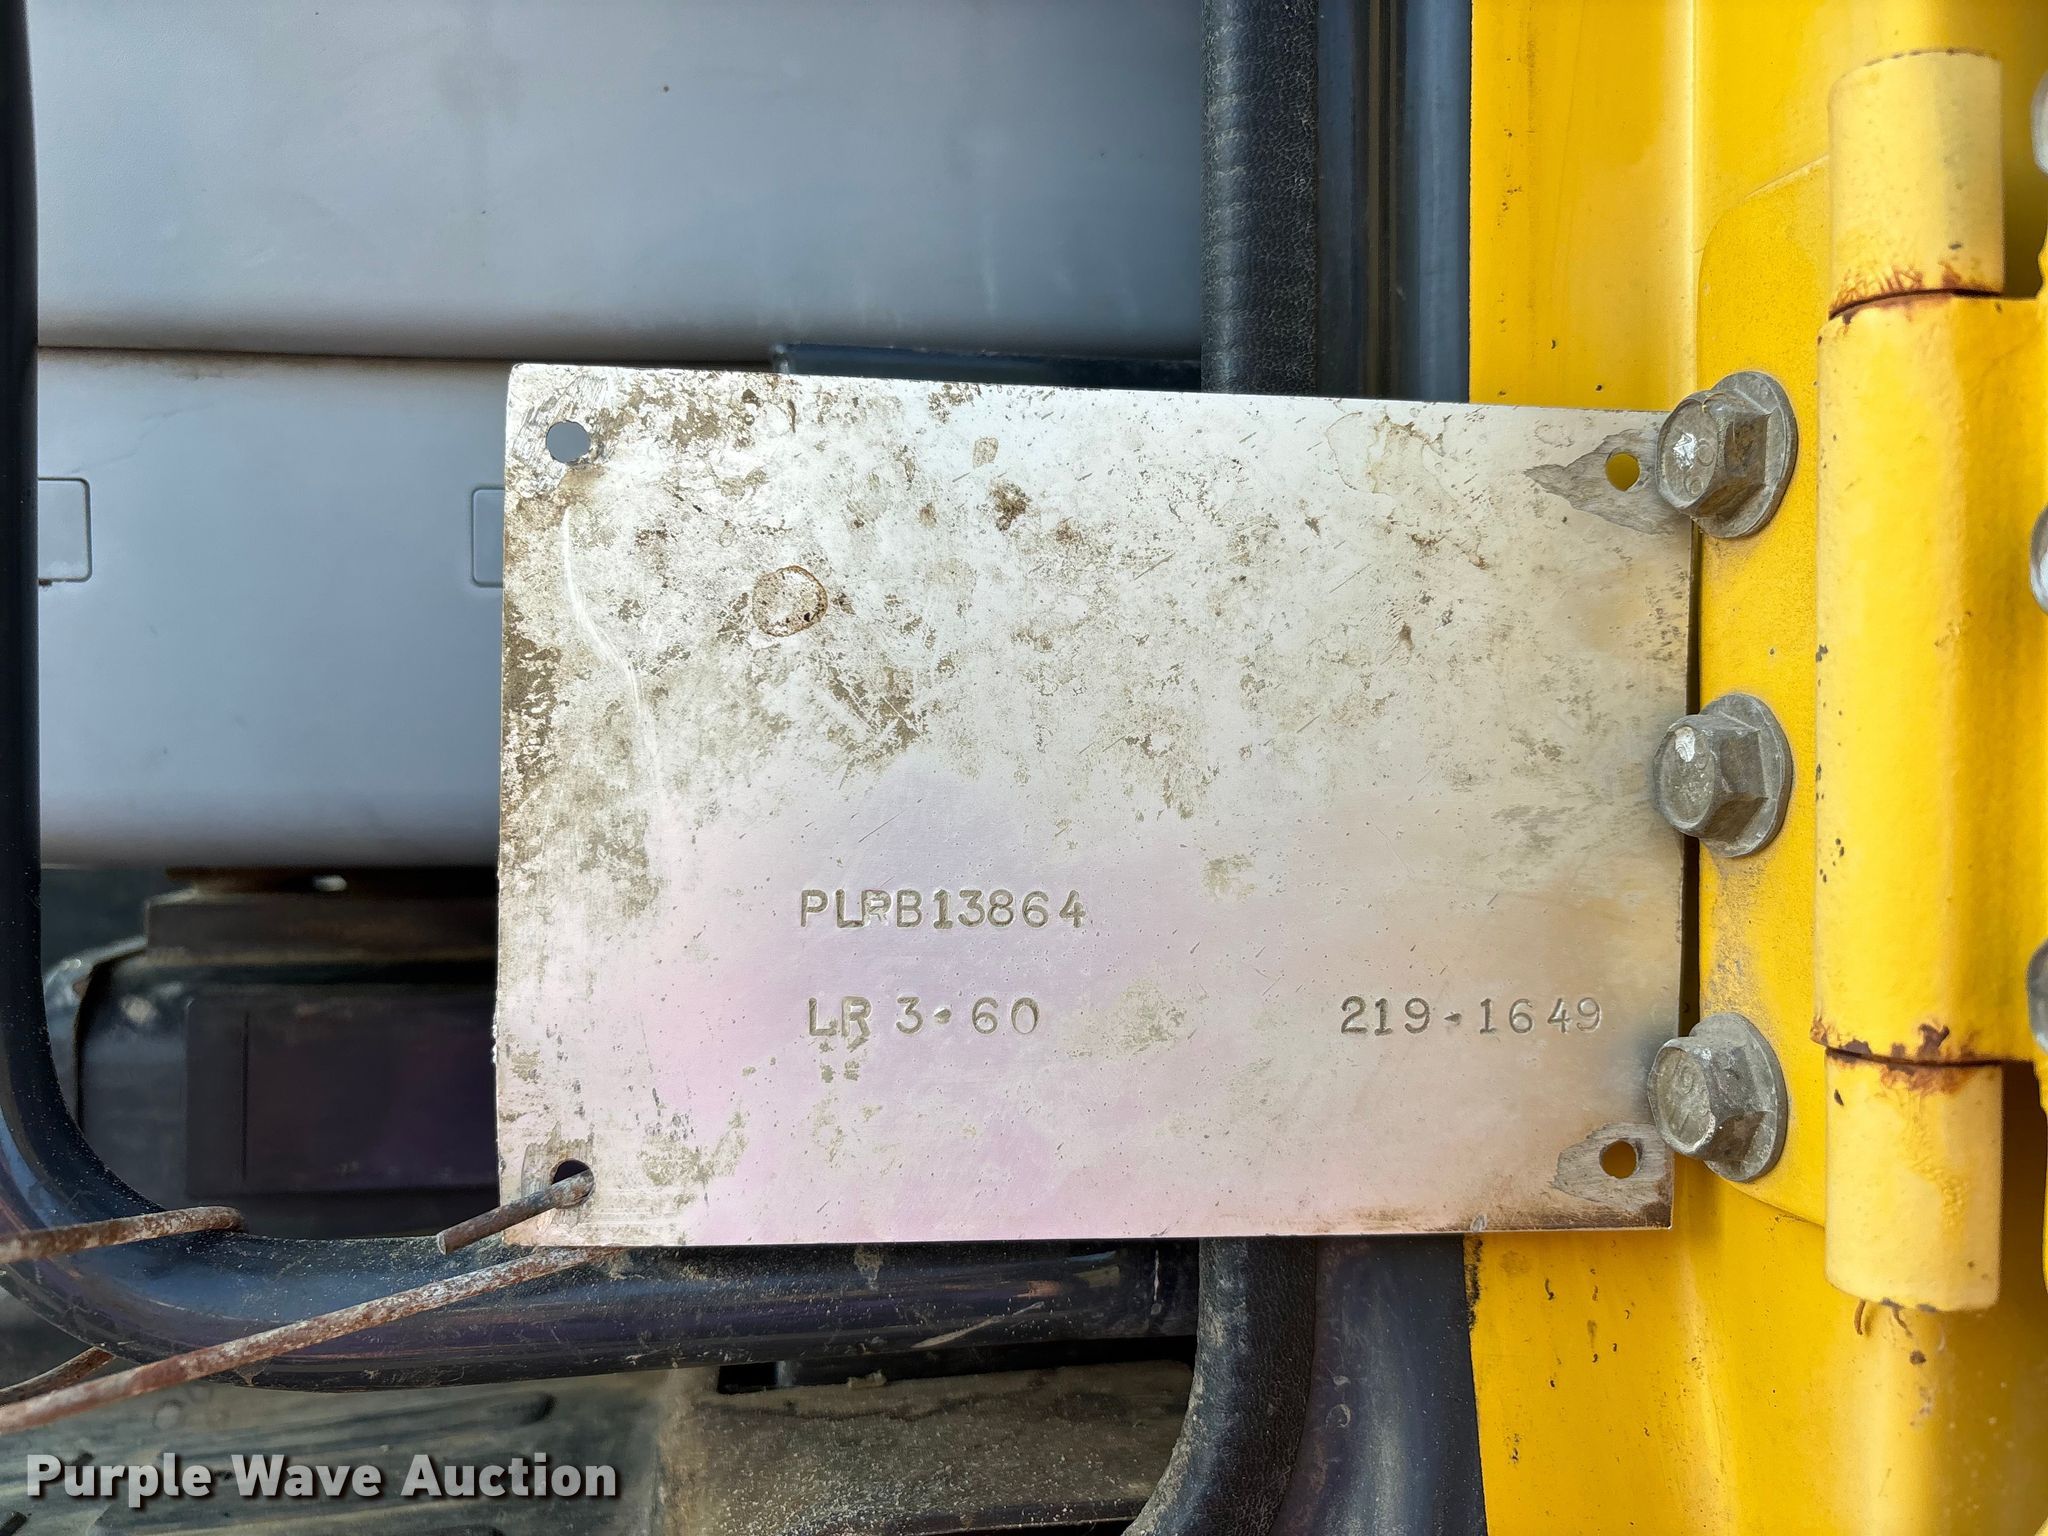 PLRB13864
LR 3-60 219-1649
Purple Wave Auction